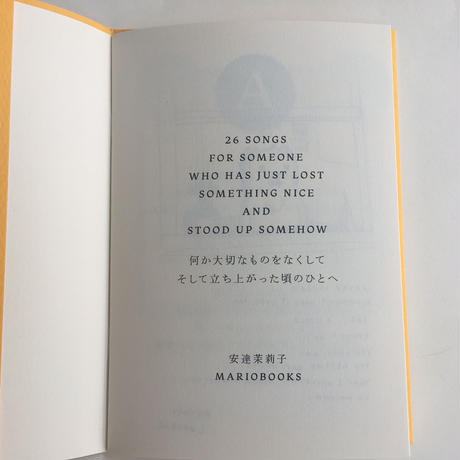 26 SONGS
FOR SOMEONE
WHO HAS JUST LOST
SOMETHING NICE
AND
STOOD UP SOMEHOW
何か大切なものをなくして
そして立ち上がった頃のひとへ
安達茉莉子
MARIOBOOKS